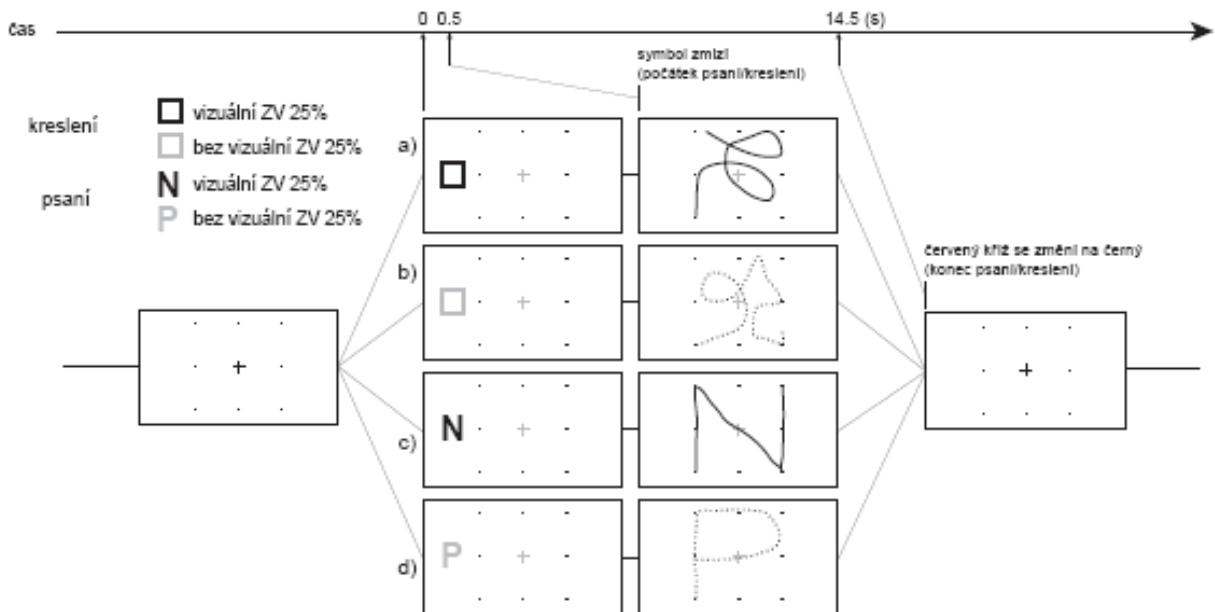 0 0.5 14.5 (s)
čas
symbol zmizí
(počátek psaní/kreslení)
kreslení
vizuální ZV 25%
bez vizuální ZV 25%
psaní
N vizuální ZV 25%
P bez vizuální ZV 25%
a)
b)
červený kříž se změní na černý
(konec psaní/kreslení)
c) N
d) P